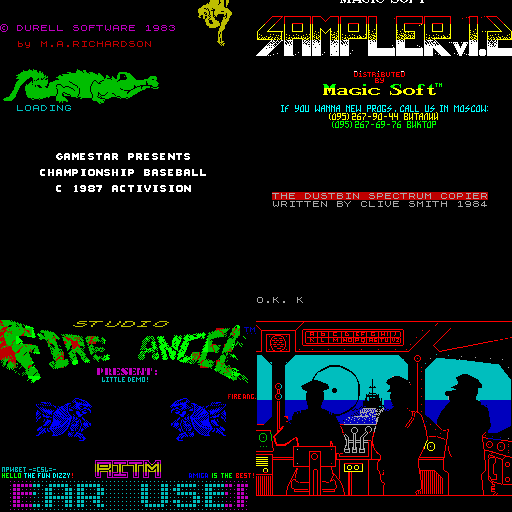 © DURELL SOFTWARE 1983
by M.A.RICHARDSON
LOADING
GAMESTAR PRESENTS
CHAMPIONSHIP BASEBALL
C 1987 ACTIVISION
MAGIC SOFT
SAMPLER v1.2
DISTRIBUTED
BY
Magic Soft™
IF YOU WANNA NEW PROGS, CALL US IN MOSCOW:
(095)267-90-44 ВИТАЛИЙ
(095)267-69-76 ВИКТОР
THE DUSTBIN SPECTRUM COPIER
WRITTEN BY CLIVE SMITH 1984
O.K. K
STUDIO
FIRE ANGEL
PRESENT:
LITTLE DEMO!
FIREANG
ПРИВЕТ -=CSL=-
HELLO THE FUN DIZZY!
IS THE BEST!
EAR USER